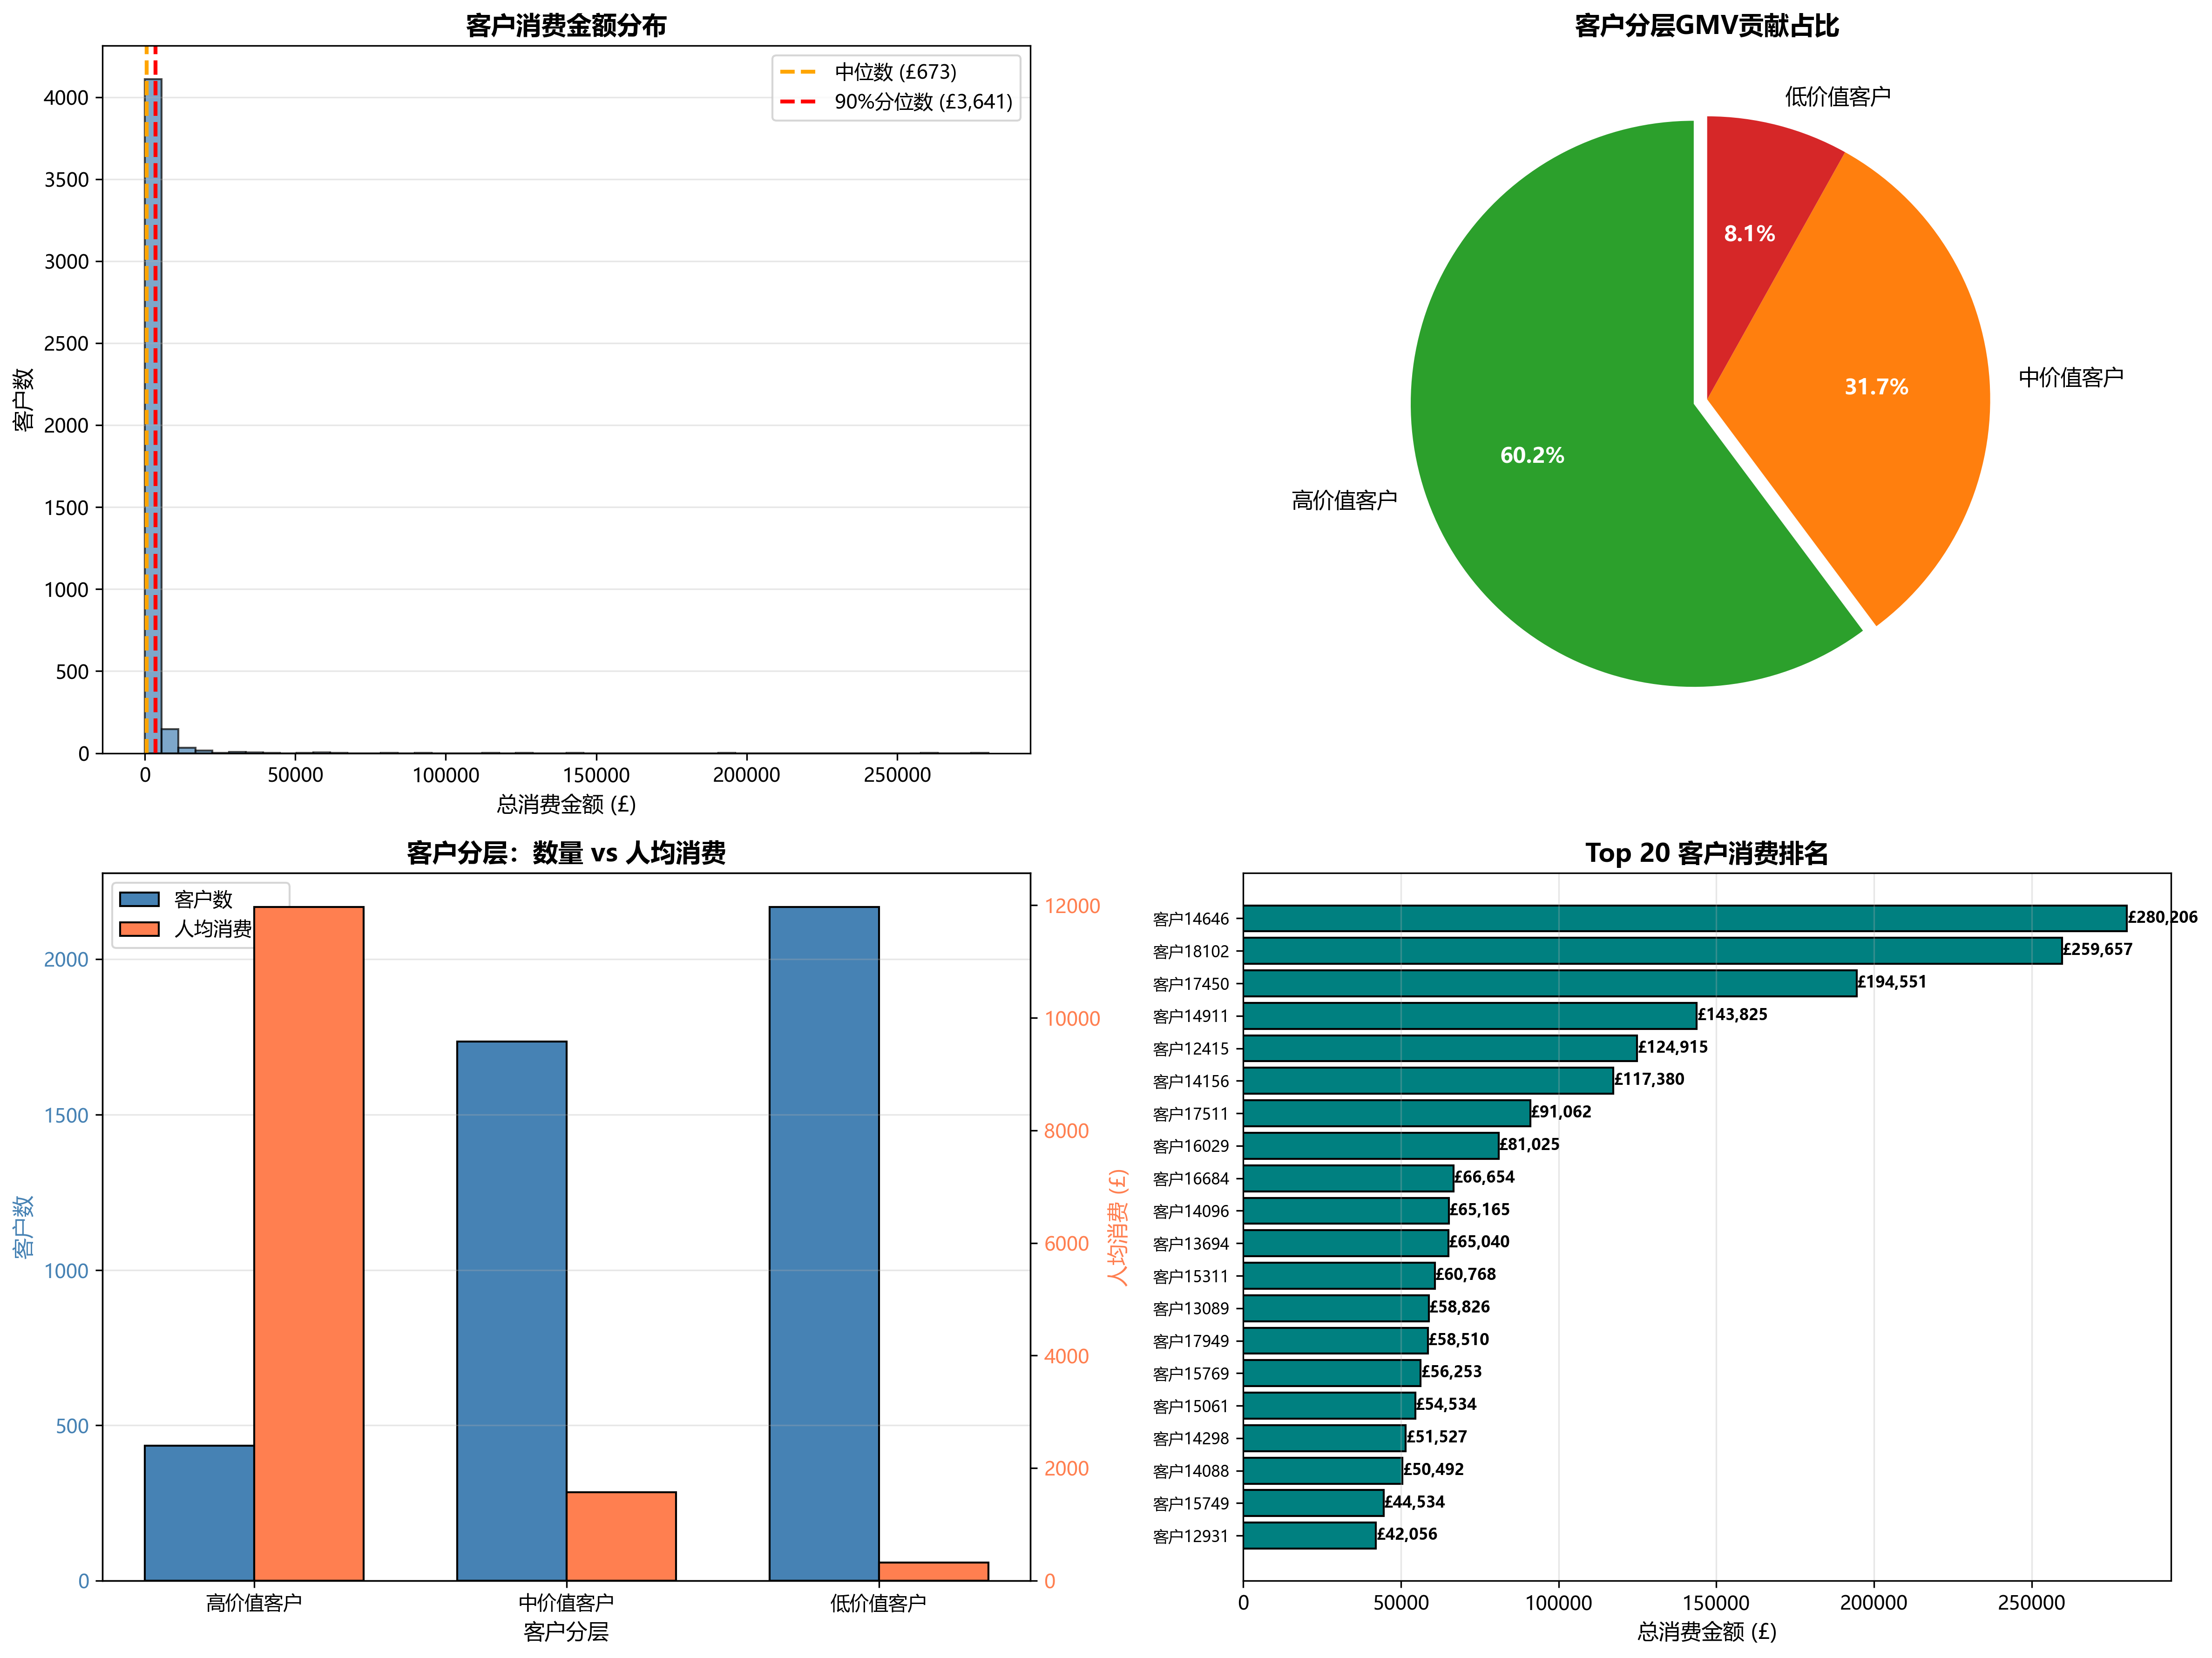 客户消费金额分布
中位数 (£673)
90%分位数 (£3,641)
4000
3500
3000
2500
2000
1500
1000
500
0
客户数
0
50000
100000
150000
200000
250000
总消费金额 (£)
客户分层GMV贡献占比
低价值客户
8.1%
中价值客户
31.7%
60.2%
高价值客户
客户分层：数量 vs 人均消费
客户数
人均消费
2000
1500
1000
500
0
客户数
12000
10000
8000
6000
4000
2000
0
人均消费 (£)
高价值客户
中价值客户
低价值客户
客户分层
Top 20 客户消费排名
客户14646 £280,206
客户18102 £259,657
客户17450 £194,551
客户14911 £143,825
客户12415 £124,915
客户14156 £117,380
客户17511 £91,062
客户16029 £81,025
客户16684 £66,654
客户14096 £65,165
客户13694 £65,040
客户15311 £60,768
客户13089 £58,826
客户17949 £58,510
客户15769 £56,253
客户15061 £54,534
客户14298 £51,527
客户14088 £50,492
客户15749 £44,534
客户12931 £42,056
0
50000
100000
150000
200000
250000
总消费金额 (£)